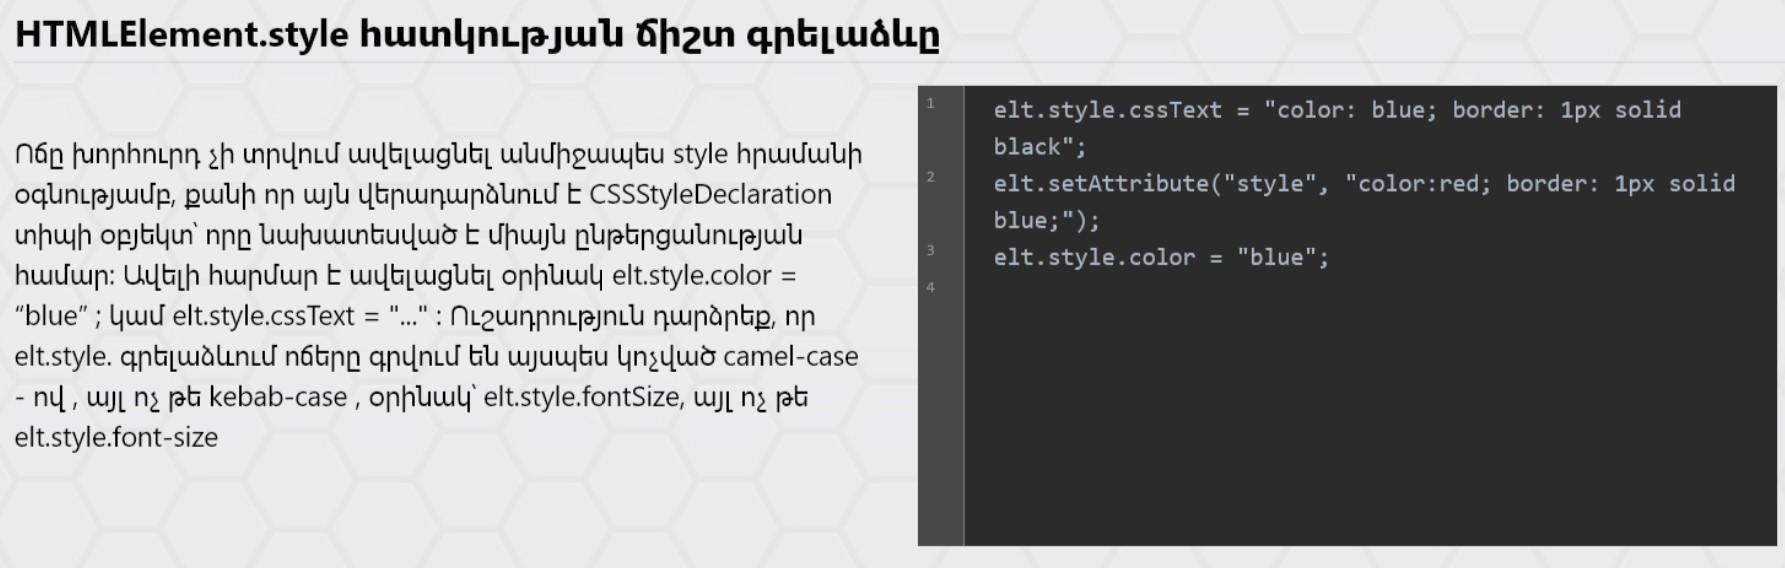 HTMLElement.style հատկության ճիշտ գրելաձևը
Ոճը խորհուրդ չի տրվում ավելացնել անմիջապես style հրամանի
օգնությամբ, քանի որ այն վերադարձնում է CSSStyleDeclaration
տիպի օբյեկտ՝ որը նախատեսված է միայն ընթերցանության
համար: Ավելի հարմար է ավելացնել օրինակ elt.style.color =
“blue” ; կամ elt.style.cssText = "..." : Ուշադրություն դարձրեք, որ
elt.style. գրելաձևում ոճերը գրվում են այսպես կոչված camel-case
- ով , այլ ոչ թե kebab-case , օրինակ՝ elt.style.fontSize, այլ ոչ թե
elt.style.font-size
1 elt.style.cssText = "color: blue; border: 1px solid
black";
2 elt.setAttribute("style", "color:red; border: 1px solid
blue;");
3 elt.style.color = "blue";
4